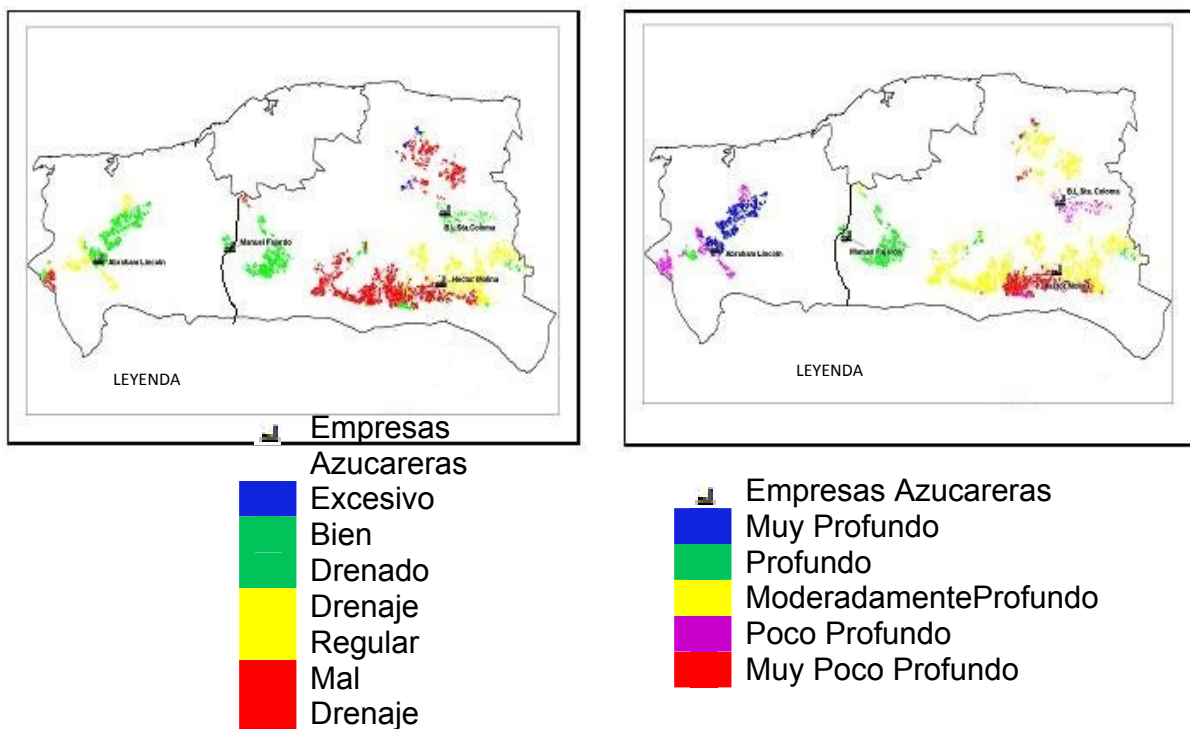 B.L.Sta.Coloma
Manuel Fajardo
Abraham Lincoln
Hector Molina
LEYENDA
Empresas
Azucareras
Excesivo
Bien
Drenado
Drenaje
Regular
Mal
Drenaje
B.L.Sta. Coloma
Manuel Fajardo
Abraham Lincoln
LEYENDA
Empresas Azucareras
Muy Profundo
Profundo
ModeradamenteProfundo
Poco Profundo
Muy Poco Profundo